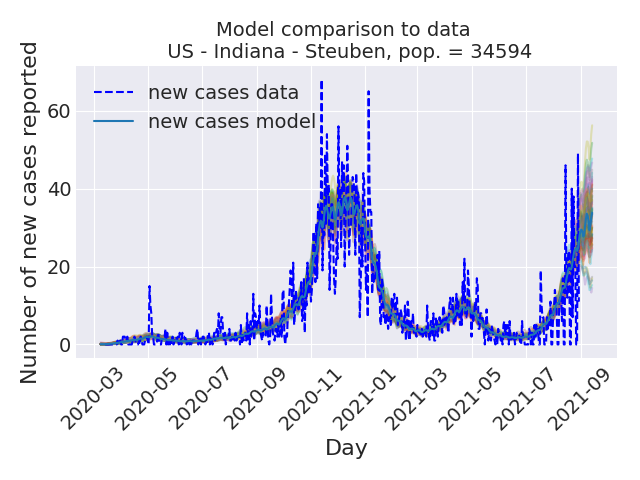 Model comparison to data
US - Indiana - Steuben, pop. = 34594
new cases data
new cases model
Number of new cases reported
60
40
20
0
2020-03
2020-05
2020-07
2020-09
2020-11
2021-01
2021-03
2021-05
2021-07
2021-09
Day